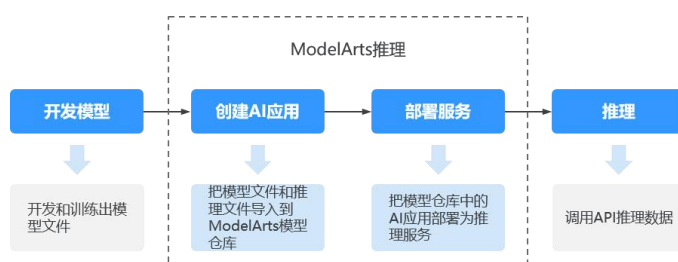 ModelArts推理
开发模型
创建AI应用
部署服务
推理
开发和训练出模
型文件
把模型文件和推
理文件导入到
ModelArts模型
仓库
把模型仓库中的
AI应用部署为推
理服务
调用API推理数据